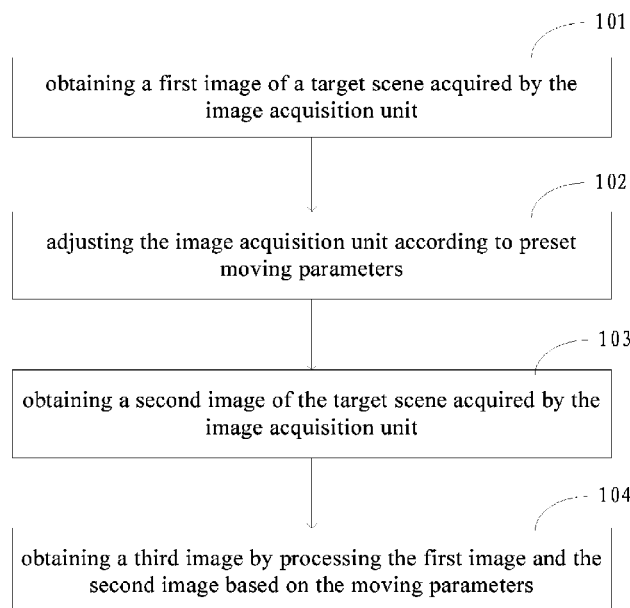 101
obtaining a first image of a target scene acquired by the
image acquisition unit
102
adjusting the image acquisition unit according to preset
moving parameters
103
obtaining a second image of the target scene acquired by the
image acquisition unit
104
obtaining a third image by processing the first image and the
second image based on the moving parameters